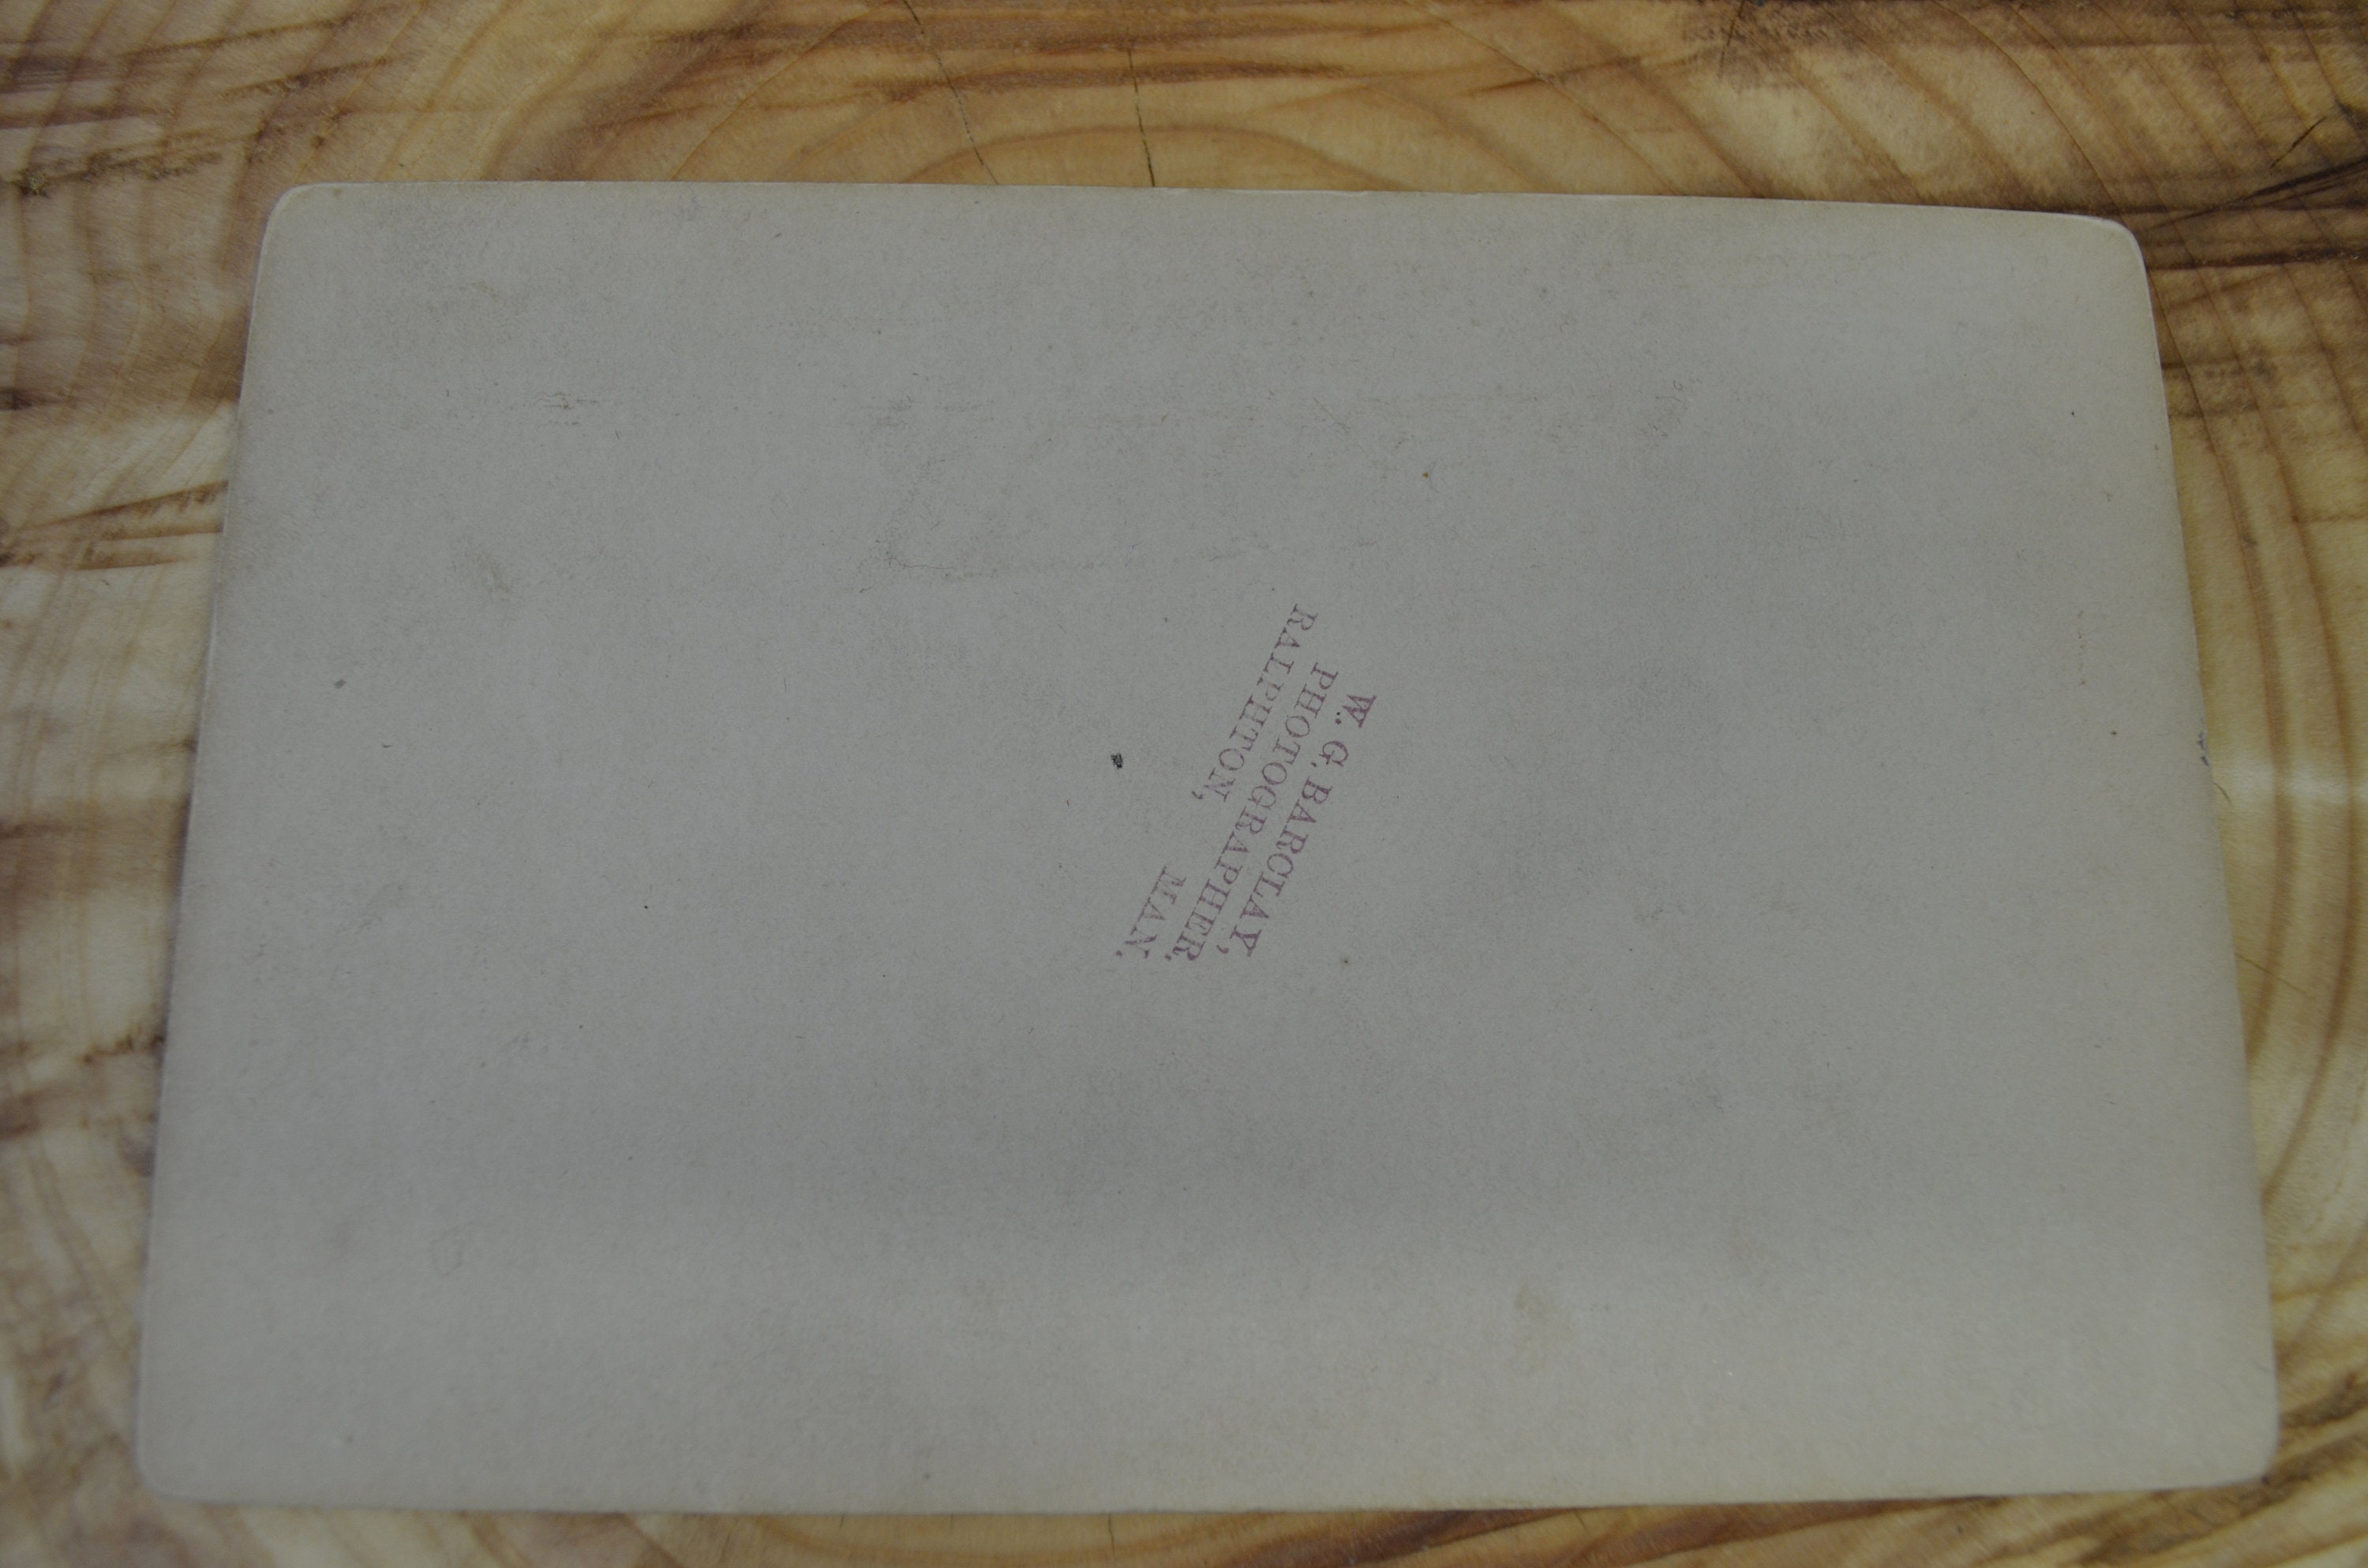 W. G. BARCLAY,
PHOTOGRAPHER,
RALPHTON, MAN.